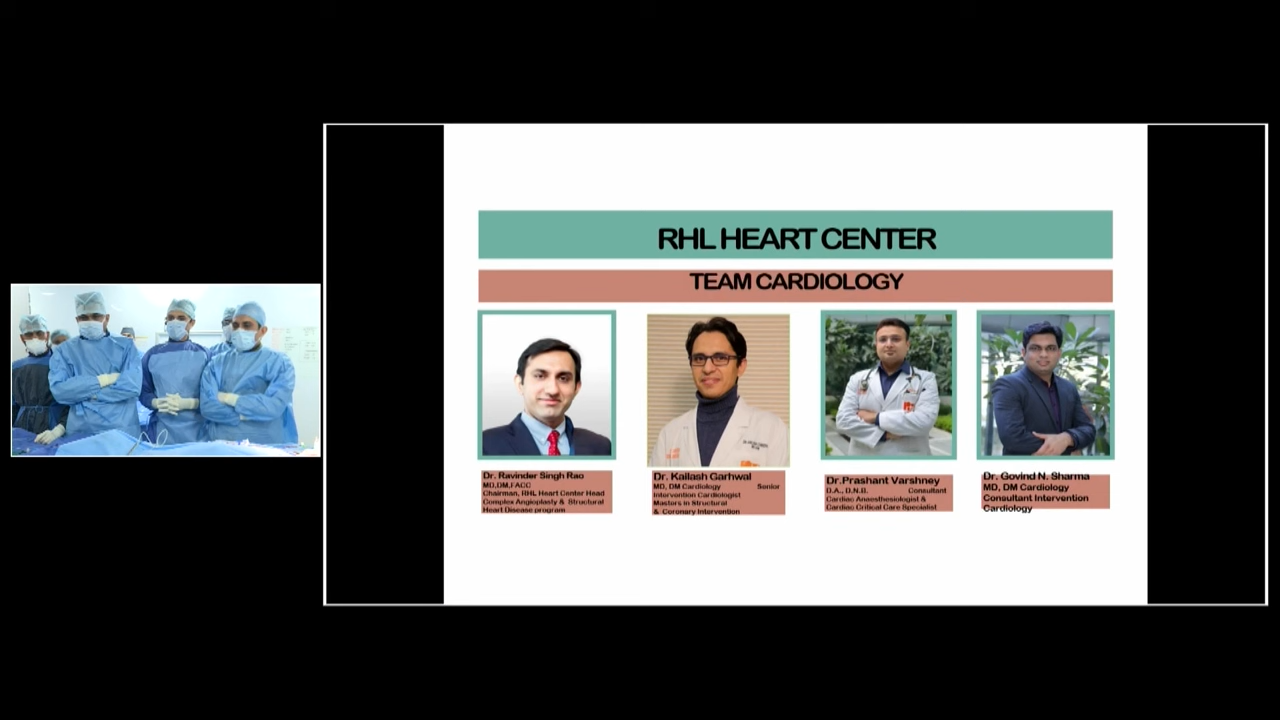 RHL HEART CENTER
TEAM CARDIOLOGY
Dr. Ravinder Singh Rao
MD,DM,FACC
Chairman, RHL Heart Center Head
Complex Angioplasty & Structural
Heart Disease program
Dr. Kailash Garhwal
MD, DM Cardiology Senior
Intervention Cardiologist
Masters in Structural
& Coronary Intervention
Dr.Prashant Varshney
D.A., D.N.B. Consultant
Cardiac Anaesthesiologist &
Cardiac Critical Care Specialist
Dr. Govind N. Sharma
MD, DM Cardiology
Consultant Intervention
Cardiology